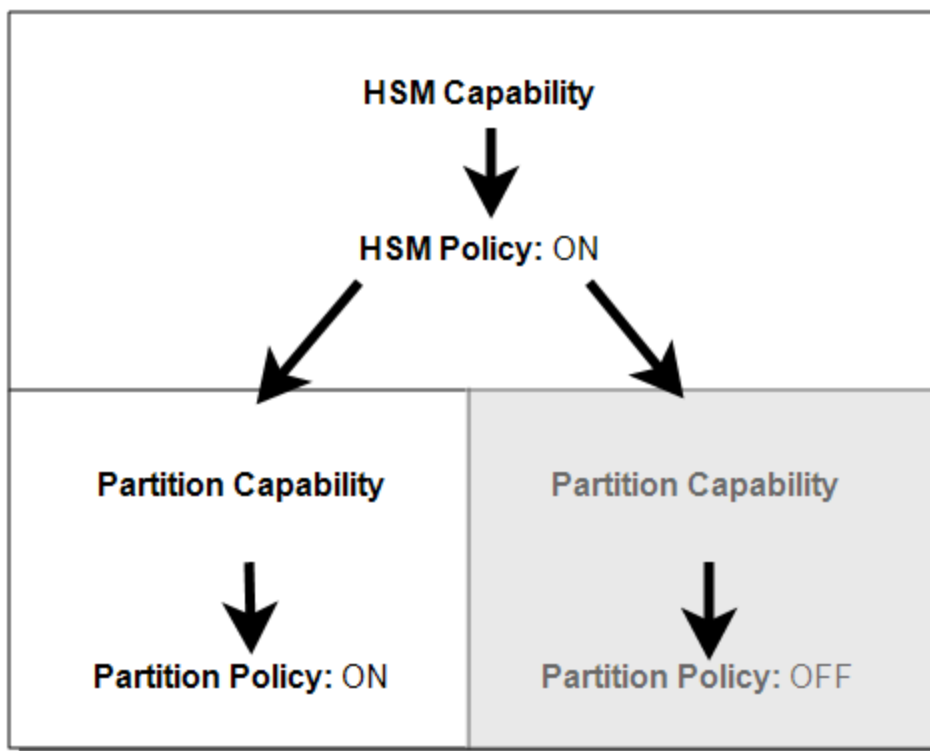 HSM Capability
HSM Policy: ON
Partition Capability
Partition Capability
Partition Policy: ON
Partition Policy: OFF